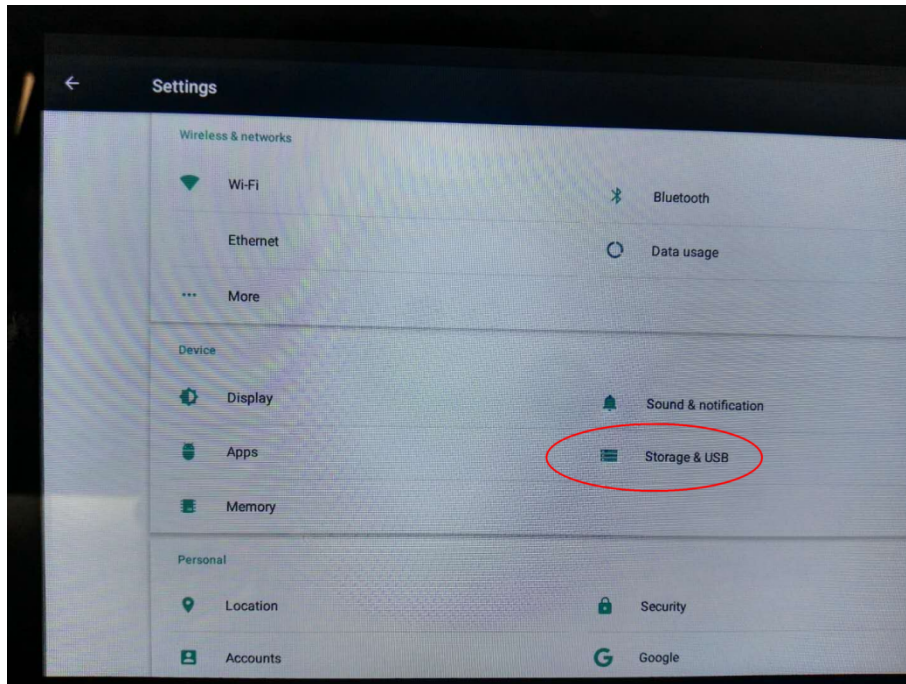 Settings
Wireless & networks
Wi-Fi
Bluetooth
Ethernet
Data usage
More
Device
Display
Sound & notification
Apps
Storage & USB
Memory
Personal
Location
Security
Accounts
Google